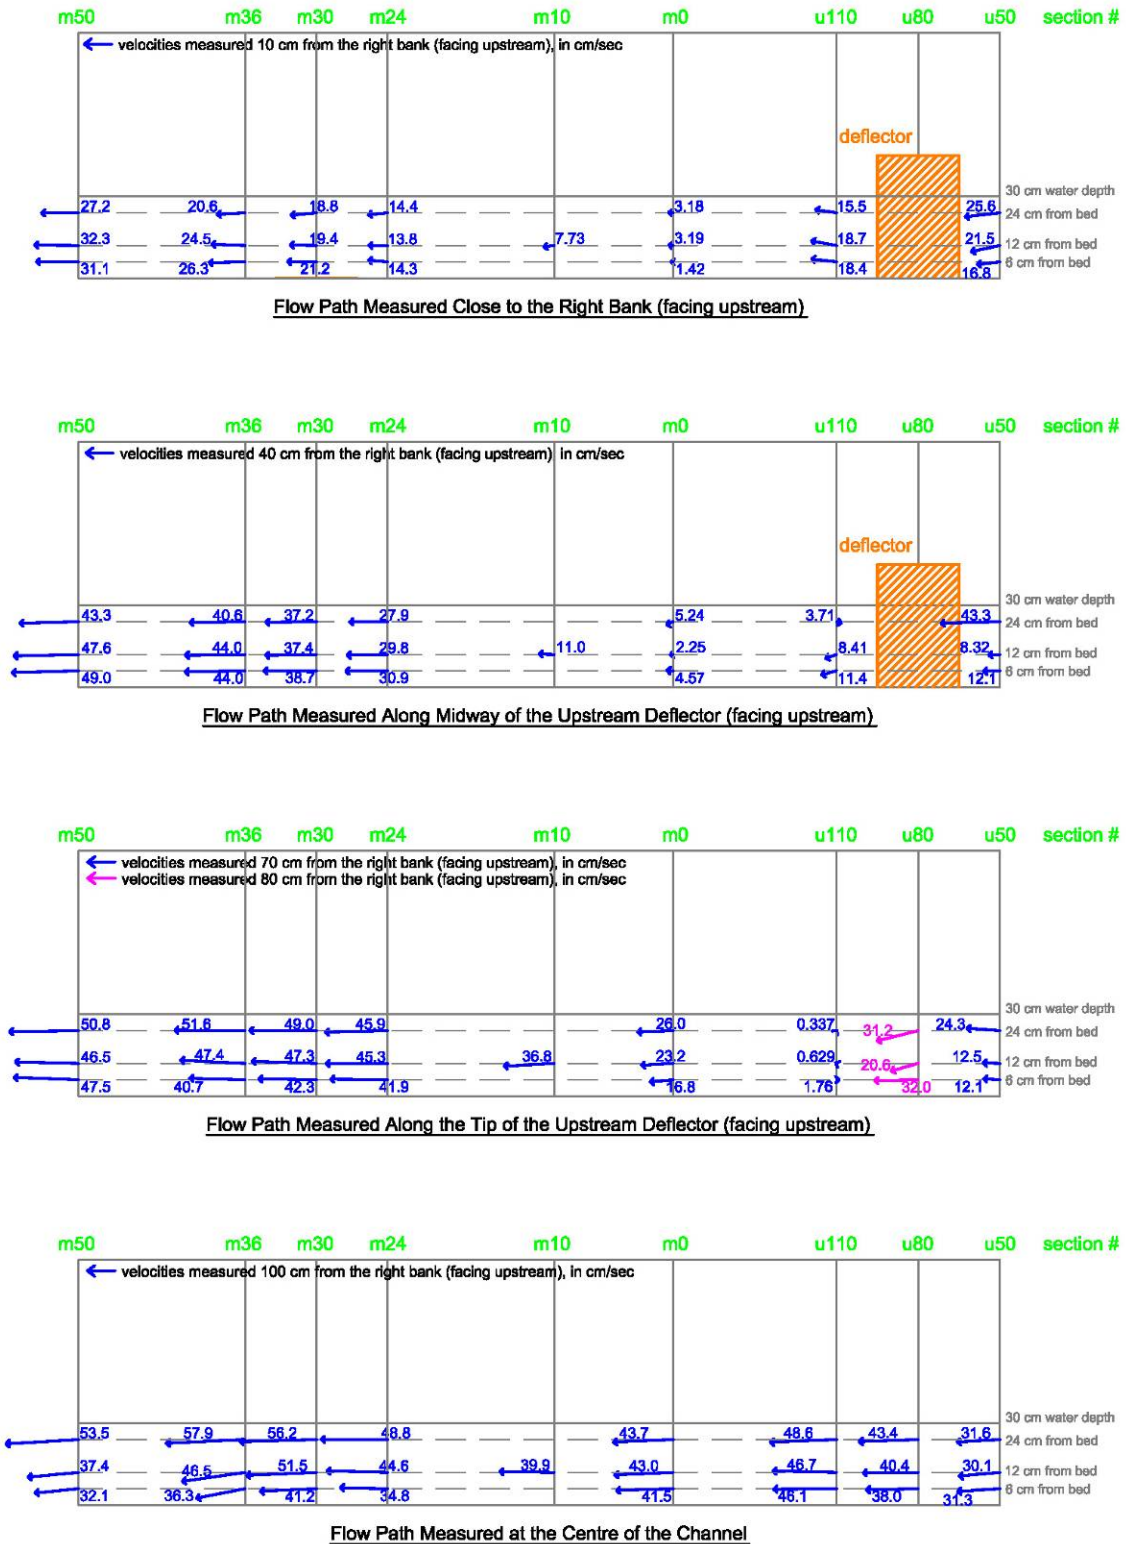 m50 m36 m30 m24 m10 m0 u110 u80 u50 section #
velocities measured 10 cm from the right bank (facing upstream), in cm/sec
deflector
30 cm water depth
27.2 20.6 18.8 14.4 3.18 15.5 25.6 24 cm from bed
32.3 24.5 19.4 13.8 7.73 3.19 18.7 21.5 12 cm from bed
31.1 26.3 21.2 14.3 1.42 18.4 16.8 6 cm from bed
Flow Path Measured Close to the Right Bank (facing upstream)
m50 m36 m30 m24 m10 m0 u110 u80 u50 section #
velocities measured 40 cm from the right bank (facing upstream) in cm/sec
deflector
30 cm water depth
43.3 40.6 37.2 27.9 5.24 3.71 43.3 24 cm from bed
47.6 44.0 37.4 29.8 11.0 2.25 8.41 8.32 12 cm from bed
49.0 44.0 38.7 30.9 4.57 11.4 12.1 6 cm from bed
Flow Path Measured Along Midway of the Upstream Deflector (facing upstream)
m50 m36 m30 m24 m10 m0 u110 u80 u50 section #
velocities measured 70 cm from the right bank (facing upstream), in cm/sec
velocities measured 80 cm from the right bank (facing upstream), in cm/sec
30 cm water depth
50.8 51.6 49.0 45.9 26.0 0.337 31.2 24.3 24 cm from bed
46.5 47.4 47.3 45.3 36.8 23.2 0.629 20.6 12.5 12 cm from bed
47.5 40.7 42.3 41.9 16.8 1.76 32.0 12.1 6 cm from bed
Flow Path Measured Along the Tip of the Upstream Deflector (facing upstream)
m50 m36 m30 m24 m10 m0 u110 u80 u50 section #
velocities measured 100 cm from the right bank (facing upstream), in cm/sec
30 cm water depth
53.5 57.9 56.2 48.8 43.7 48.6 43.4 31.6 24 cm from bed
37.4 46.5 51.5 44.6 39.9 43.0 46.7 40.4 30.1 12 cm from bed
32.1 36.3 41.2 34.8 41.5 46.1 38.0 31.3 6 cm from bed
Flow Path Measured at the Centre of the Channel